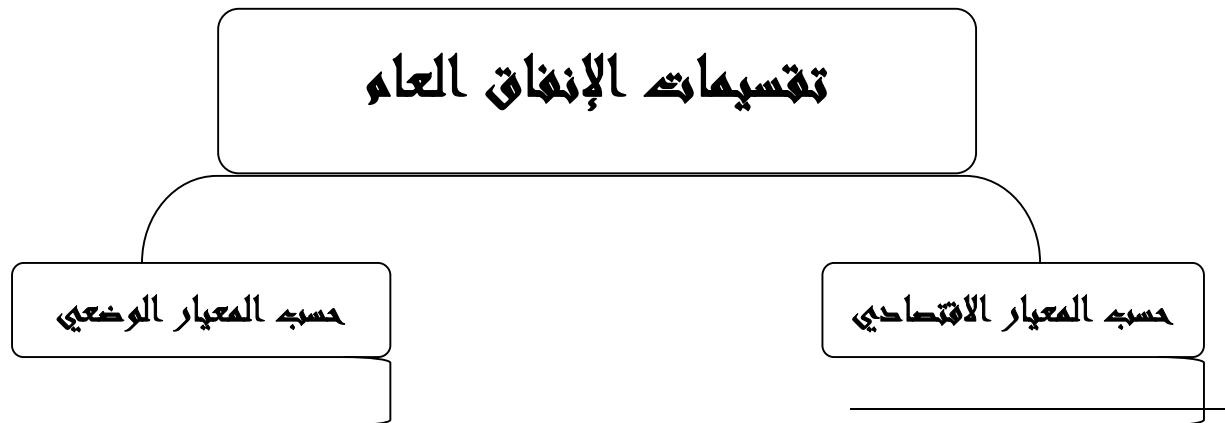 تقسيمات الإنفاق العام
حسب المعيار الاقتصادي
حسب المعيار الوضعي